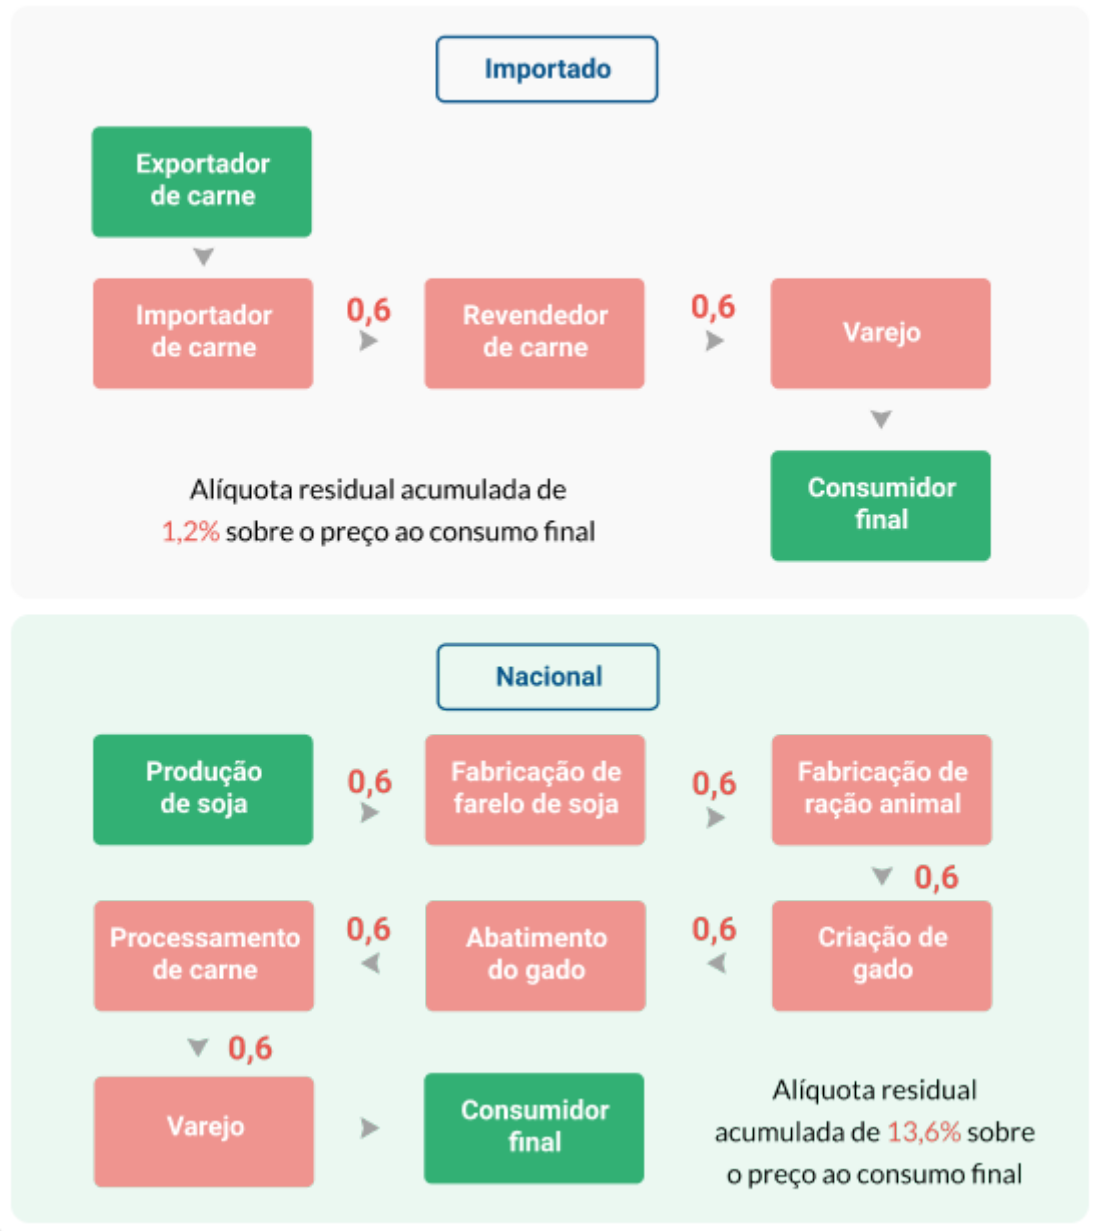 Importado
Exportador
de carne
Importador
de carne
0,6
Revendedor
de carne
0,6
Varejo
Alíquota residual acumulada de
1,2% sobre o preço ao consumo final
Consumidor
final
Nacional
Produção
de soja
0,6
Fabricação de
farelo de soja
0,6
Fabricação de
ração animal
0,6
Processamento
de carne
0,6
Abatimento
do gado
0,6
Criação de
gado
0,6
Varejo
Consumidor
final
Alíquota residual
acumulada de 13,6% sobre
o preço ao consumo final